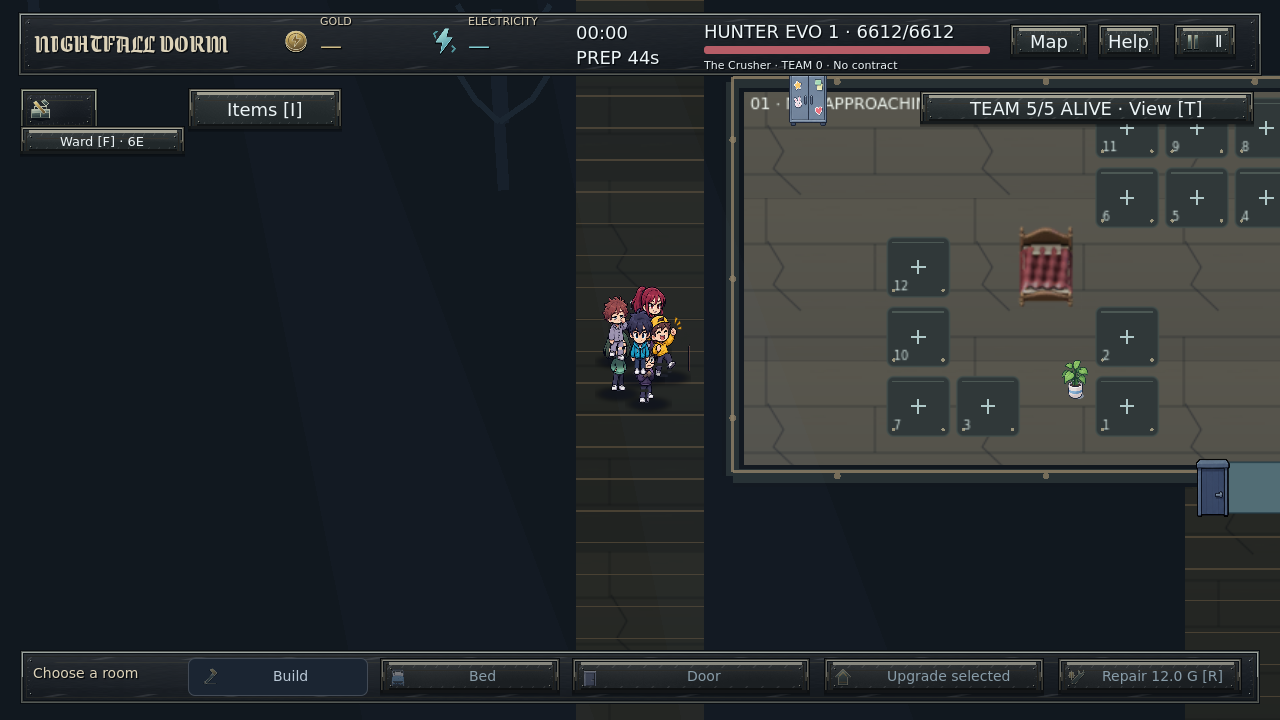 NIGHTFALL DORM
GOLD
—
ELECTRICITY
—
00:00
PREP 44s
HUNTER EVO 1 · 6612/6612
The Crusher · TEAM 0 · No contract
Map
Help
II
Items [I]
Ward [F] · 6E
01 ·
TEAM 5/5 ALIVE · View [T]
11
9
8
6
5
4
12
10
2
7
3
1
Choose a room
Build
Bed
Door
Upgrade selected
Repair 12.0 G [R]